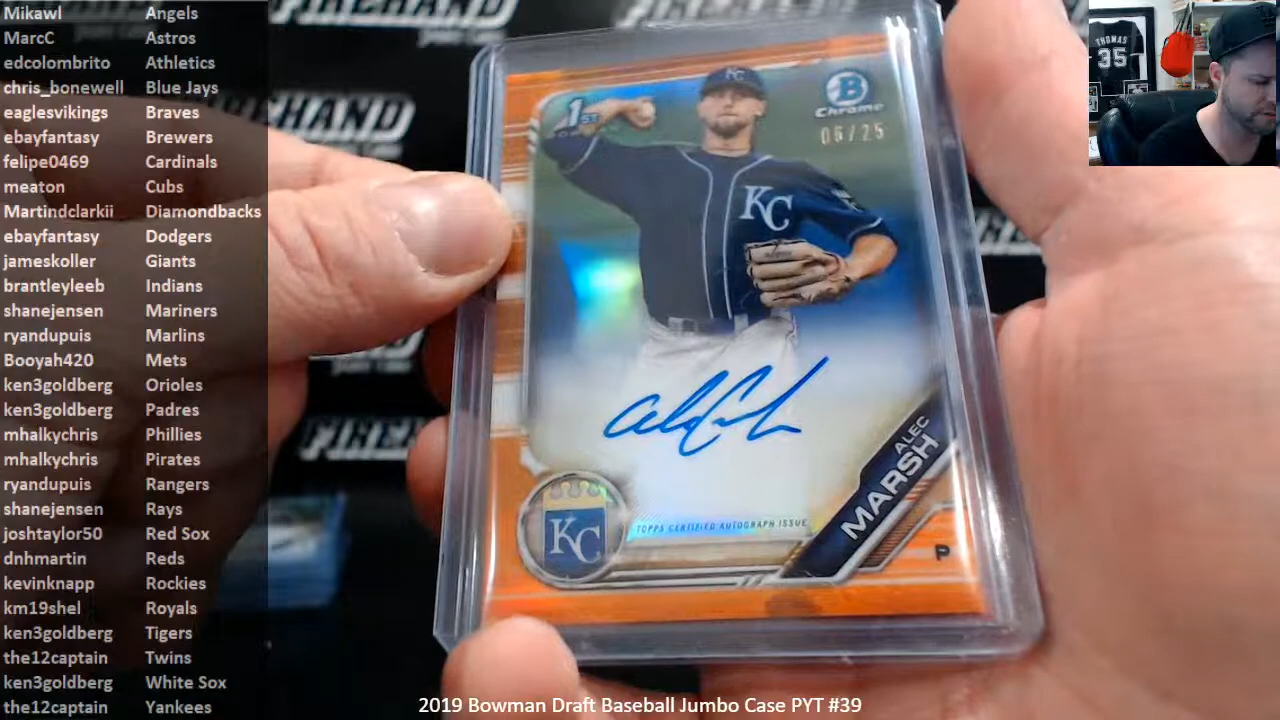 Mikawl Angels
MarcC Astros
edcolombrito Athletics
chris_bonewell Blue Jays
eaglesvikings Braves
ebayfantasy Brewers
felipe0469 Cardinals
meaton Cubs
Martindclarkii Diamondbacks
ebayfantasy Dodgers
jameskoller Giants
brantleyleeb Indians
shanejensen Mariners
ryandupuis Marlins
Booyah420 Mets
ken3goldberg Orioles
ken3goldberg Padres
mhalkychris Phillies
mhalkychris Pirates
ryandupuis Rangers
shanejensen Rays
joshtaylor50 Red Sox
dnhmartin Reds
kevinknapp Rockies
km19shel Royals
ken3goldberg Tigers
the12captain Twins
ken3goldberg White Sox
the12captain Yankees
FIREHAND
FIREHAND
KC
1ST
B
Chrome
06/25
KC
TOPPS CERTIFIED AUTOGRAPH ISSUE
ALEC
MARSH
P
KC
THOMAS
35
2019 Bowman Draft Baseball Jumbo Case PYT #39